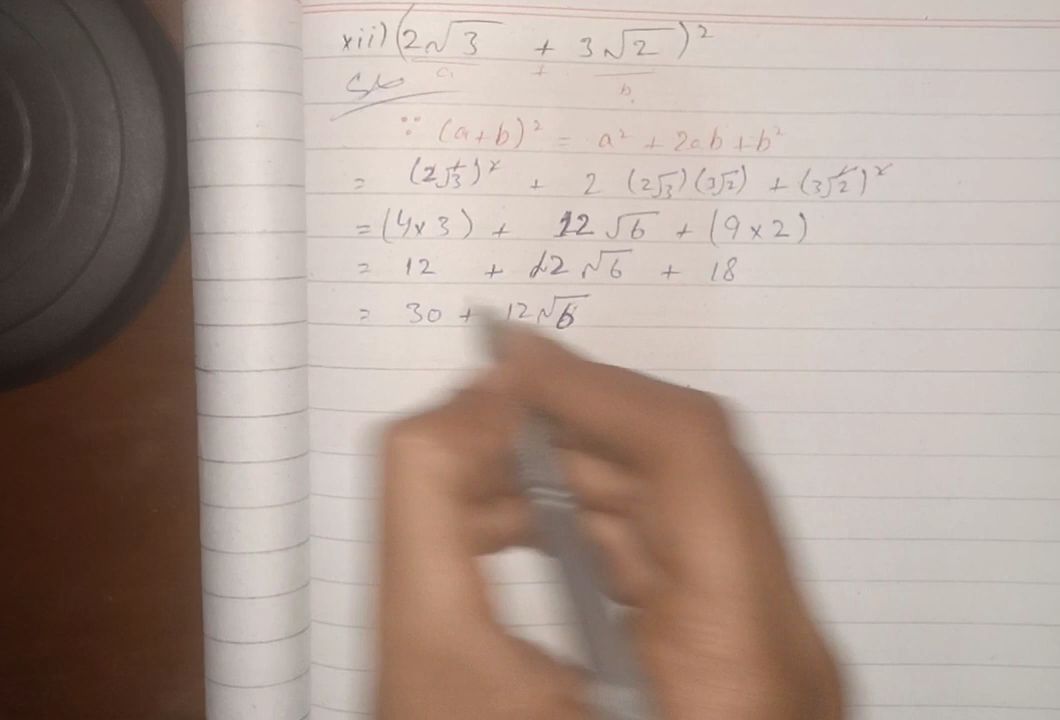 xii) (2√3 + 3√2)²
a + b
Sol
∵ (a+b)² = a² + 2ab + b²
= (2√3)² + 2 (2√3)(3√2) + (3√2)²
= (4×3) + 12√6 + (9×2)
= 12 + 12√6 + 18
= 30 + 12√6